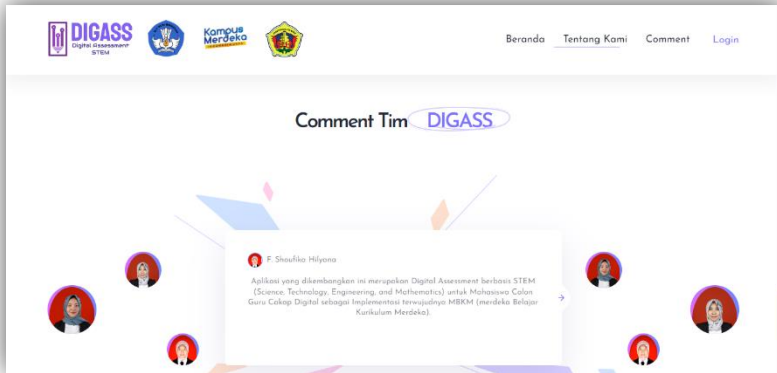 DIGASS
Digital Assessment
STEM
Kampus
Merdeka
Beranda Tentang Kami Comment Login
Comment Tim DIGASS
F. Shoufika Hilyana
Aplikasi yang dikembangkan ini merupakan Digital Assessment berbasis STEM
(Science, Technology, Engineering, and Mathematics) untuk Mahasiswa Calon
Guru Cakap Digital sebagai Implementasi terwujudnya MBKM (merdeka Belajar
Kurikulum Merdeka).